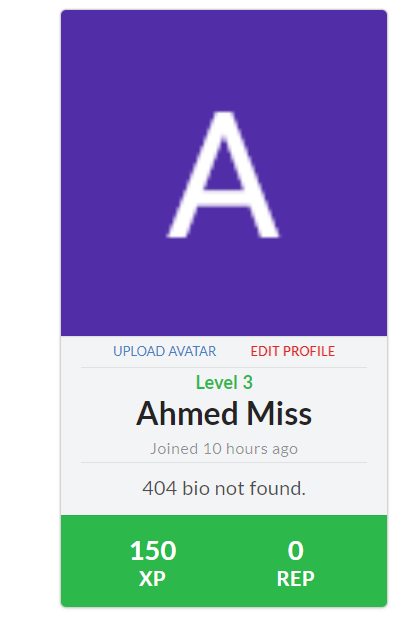 A
UPLOAD AVATAR EDIT PROFILE
Level 3
Ahmed Miss
Joined 10 hours ago
404 bio not found.
150 0
XP REP